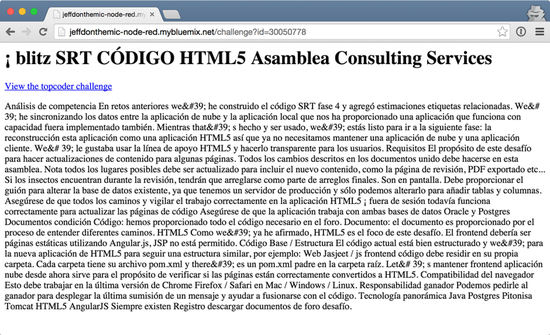 jeffdonthemic-node-red.my
jeffdonthemic-node-red.mybluemix.net/challenge?id=30050778
¡ blitz SRT CÓDIGO HTML5 Asamblea Consulting Services
View the topcoder challenge
Análisis de competencia En retos anteriores we&#39; he construido el código SRT fase 4 y agregó estimaciones etiquetas relacionadas. We&#
39; he sincronizando los datos entre la aplicación de nube y la aplicación local que nos ha proporcionado una aplicación que funciona con
capacidad fuera implementado también. Mientras that&#39; s hecho y ser usado, we&#39; estás listo para ir a la siguiente fase: la
reconstrucción esta aplicación como una aplicación HTML5 así que ya no necesitamos mantener una aplicación de nube y una aplicación
cliente. We&# 39; le gustaba usar la línea de apoyo HTML5 y hacerlo transparente para los usuarios. Requisitos El propósito de este desafío
para hacer actualizaciones de contenido para algunas páginas. Todos los cambios descritos en los documentos unido debe hacerse en esta
asamblea. Nota todos los lugares posibles deben ser actualizado para incluir el nuevo contenido, como la página de revisión, PDF exportado etc...
Si los insectos encuentran durante la revisión, tendrán que arreglarse como parte de arreglos finales. Son en pantalla. Debe proporcionar el
guión para alterar la base de datos existente, ya que tenemos un servidor de producción y sólo podemos alterarlo para añadir tablas y columnas.
Asegúrese de que todos los caminos y vigilar el trabajo correctamente en la aplicación HTML5 ¡ fuera de sesión todavía funciona
correctamente para actualizar las páginas de código Asegúrese de que la aplicación trabaja con ambas bases de datos Oracle y Postgres
Documentos condición Código: hemos proporcionado todo el código necesario en el foro. Documento: el documento es proporcionado por el
proceso de entender diferentes caminos. HTML5 Como we&#39; ya he afirmado, HTML5 es el foco de este desafío. El frontend debería ser
páginas estáticas utilizando Angular.js, JSP no está permitido. Código Base / Estructura El código actual está bien estructurado y we&#39;
para la nueva aplicación de HTML5 para seguir una estructura similar, por ejemplo: Web Jasject / js frontend código debe residir en su propia
carpeta. Cada carpeta tiene su archivo pom.xml y there&#39; es un pom.xml padre en la carpeta raíz. Let&# 39; s mantener frontend aplicación
nube desde ahora sirve para el propósito de verificar si las páginas están correctamente convertidos a HTML5. Compatibilidad del navegador
Esto debe trabajar en la última versión de Chrome Firefox / Safari en Mac / Windows / Linux. Responsabilidad ganador Podemos pedirle al
ganador para desplegar la última sumisión de un mensaje y ayudar a fusionarse con el código. Tecnología panorámica Java Postgres Pitonisa
Tomcat HTML5 AngularJS Siempre existen Registro descargar documentos de foro desafío.